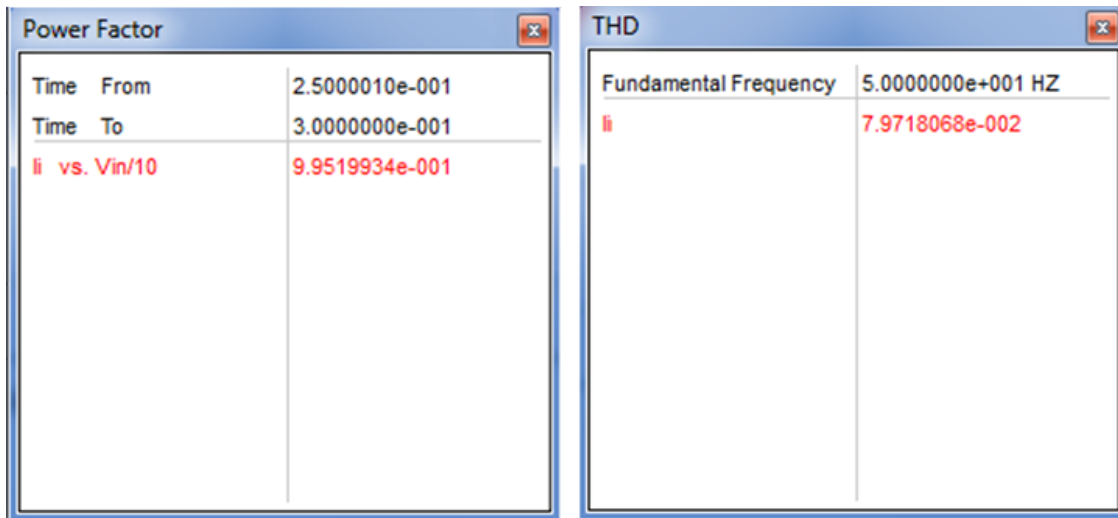 Power Factor
Time From 2.5000010e-001
Time To 3.0000000e-001
Ii vs. Vin/10 9.9519934e-001
THD
Fundamental Frequency 5.0000000e+001 HZ
Ii 7.9718068e-002